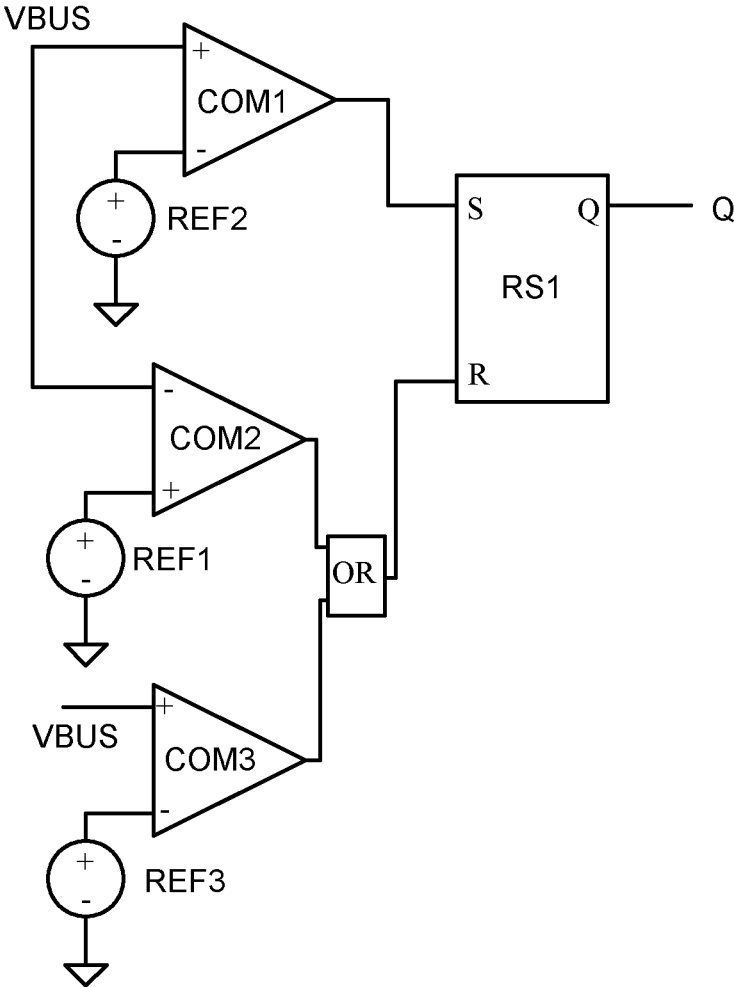 VBUS
+
COM1
-
+
-
REF2
S
Q
Q
RS1
R
-
COM2
+
+
-
REF1
OR
+
VBUS
COM3
-
+
-
REF3